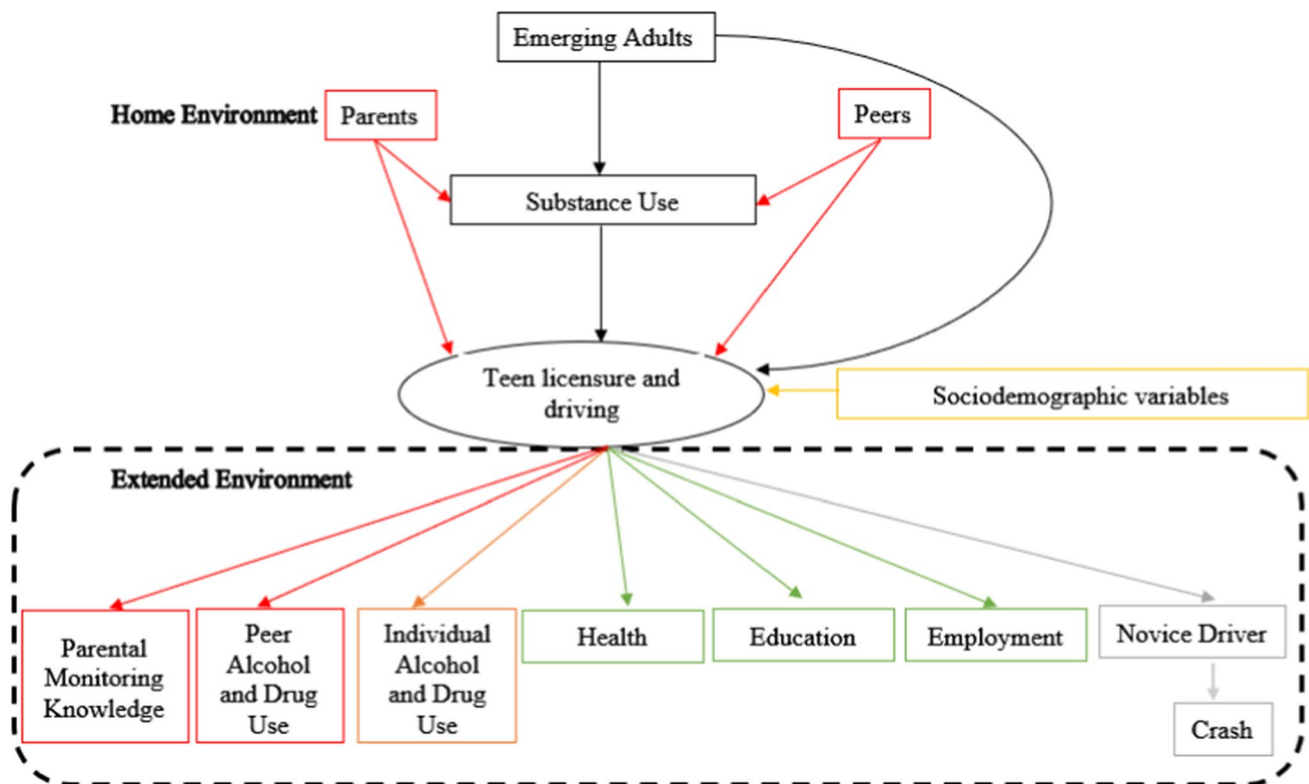 Emerging Adults
Home Environment
Parents
Peers
Substance Use
Teen licensure and
driving
Sociodemographic variables
Extended Environment
Parental
Monitoring
Knowledge
Peer
Alcohol
and Drug
Use
Individual
Alcohol
and Drug
Use
Health
Education
Employment
Novice Driver
Crash